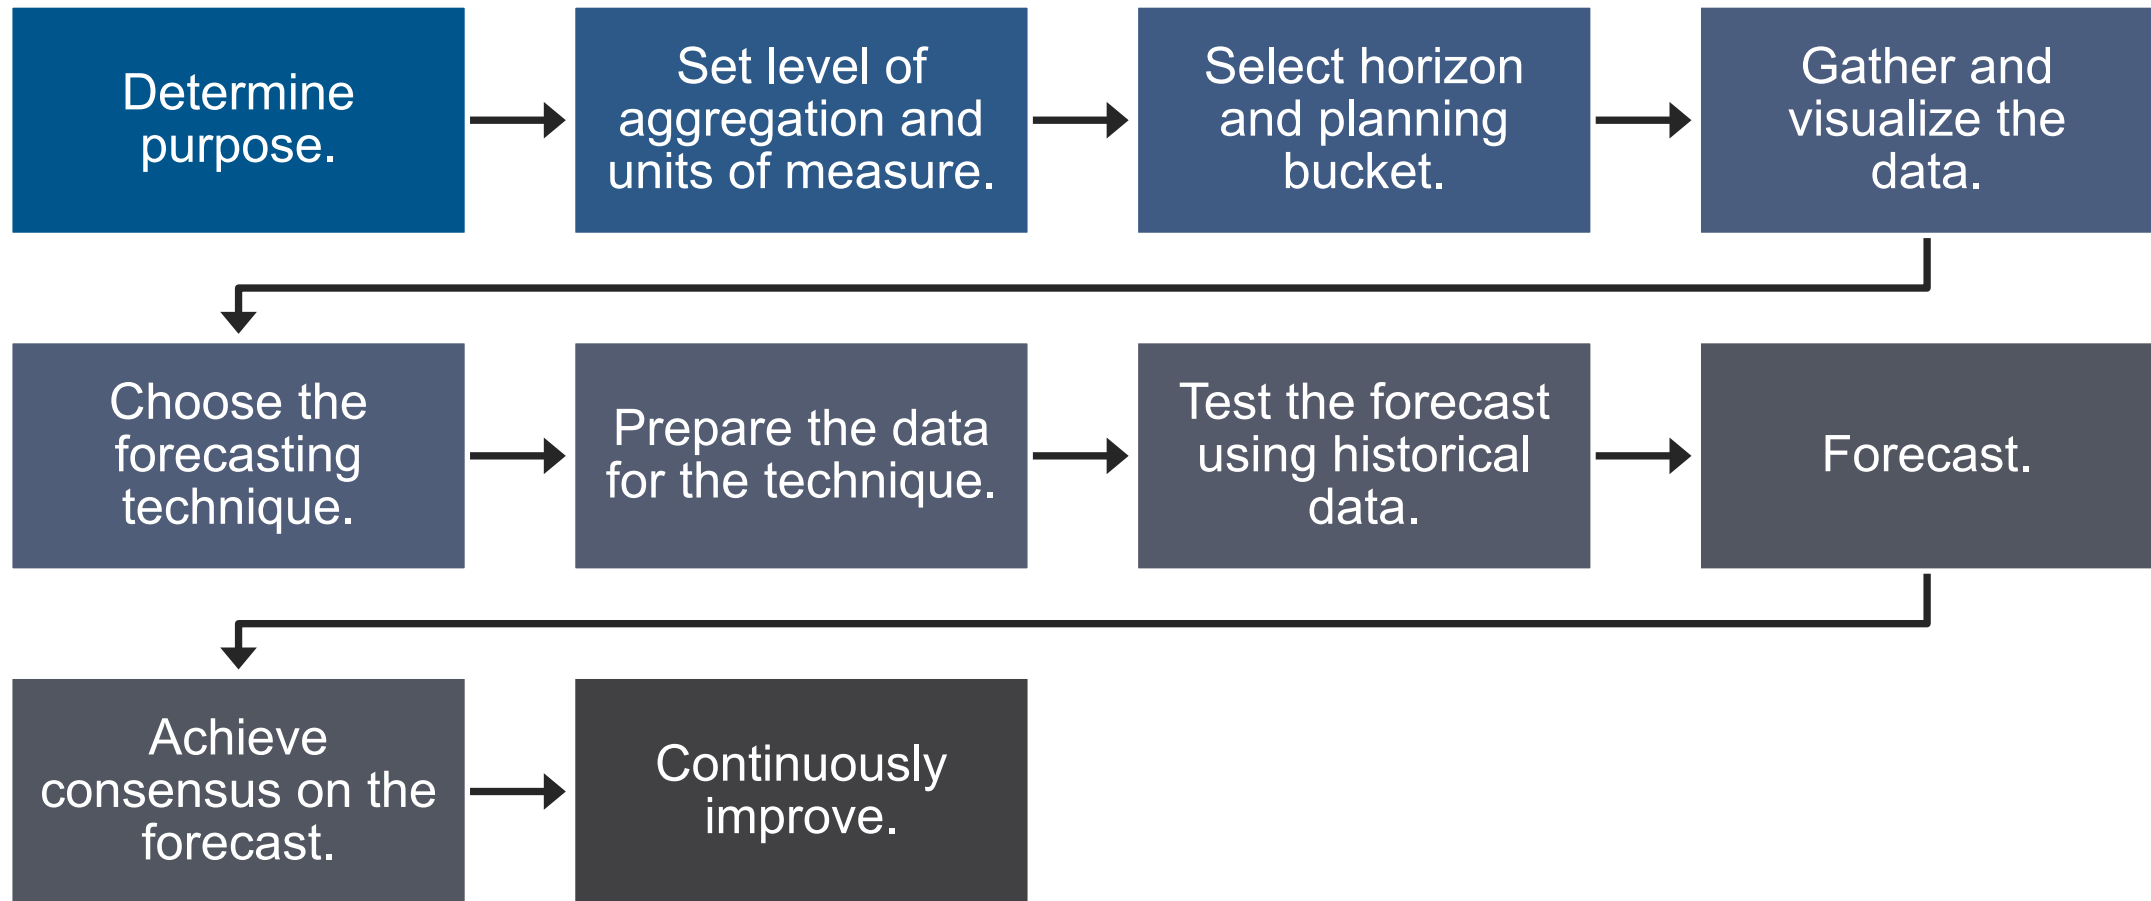 Determine
purpose.
Set level of
aggregation and
units of measure.
Select horizon
and planning
bucket.
Gather and
visualize the
data.
Choose the
forecasting
technique.
Prepare the data
for the technique.
Test the forecast
using historical
data.
Forecast.
Achieve
consensus on the
forecast.
Continuously
improve.